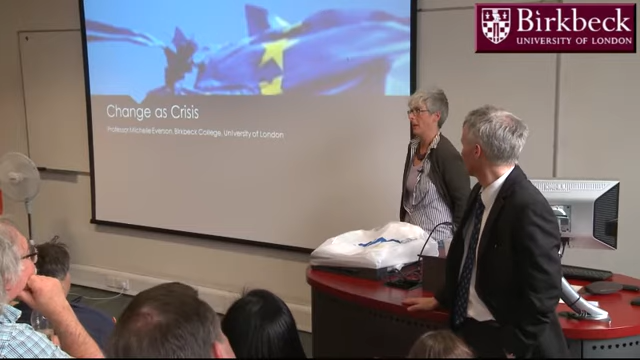 Birkbeck
UNIVERSITY OF LONDON
Change as Crisis
Professor Michelle Everson, Birkbeck College, University of London